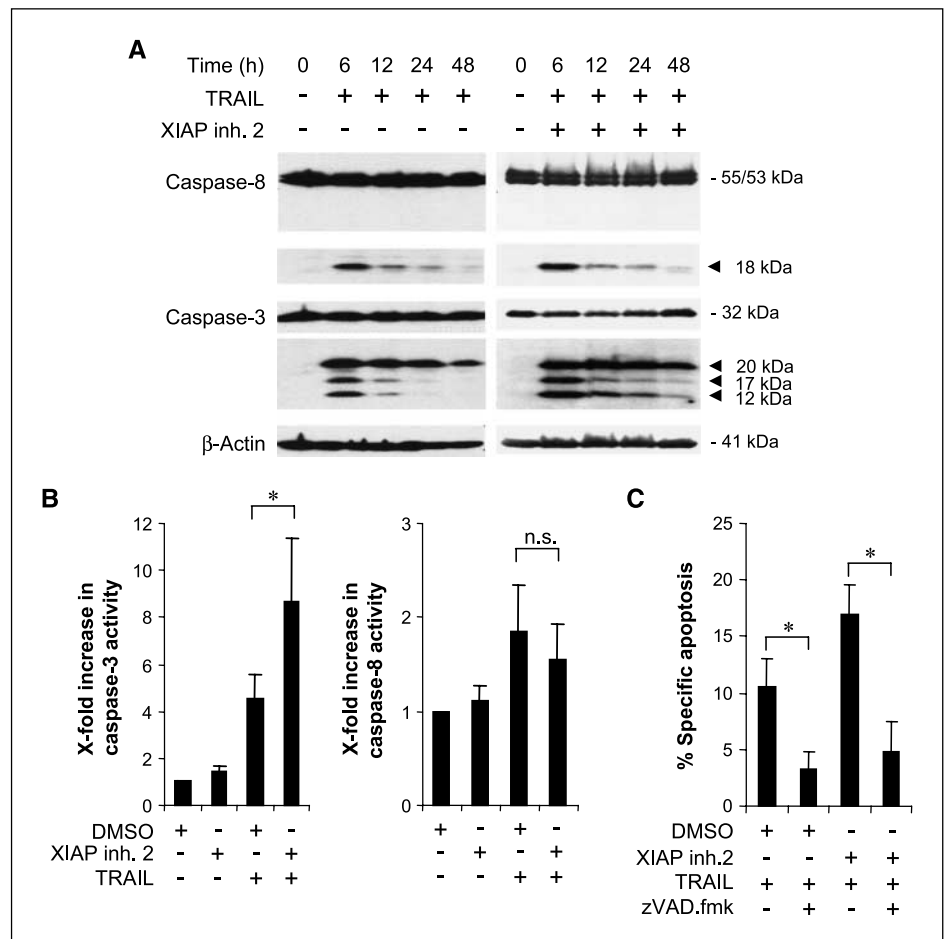 A
Time (h) 0 6 12 24 48 0 6 12 24 48
TRAIL - + + + + - + + + +
XIAP inh. 2 - - - - - - + + + +
Caspase-8 - 55/53 kDa
◄ 18 kDa
Caspase-3 - 32 kDa
◄ 20 kDa
◄ 17 kDa
◄ 12 kDa
β-Actin - 41 kDa
B
X-fold increase in
caspase-3 activity
12
10
8
6
4
2
0
*
DMSO + - + -
XIAP inh. 2 - + - +
TRAIL - - + +
X-fold increase in
caspase-8 activity
3
2
1
0
n.s.
+ - + -
- + - +
- - + +
C
% Specific apoptosis
25
20
15
10
5
0
*
*
DMSO + + - -
XIAP inh.2 - - + +
TRAIL + + + +
zVAD.fmk - + - +